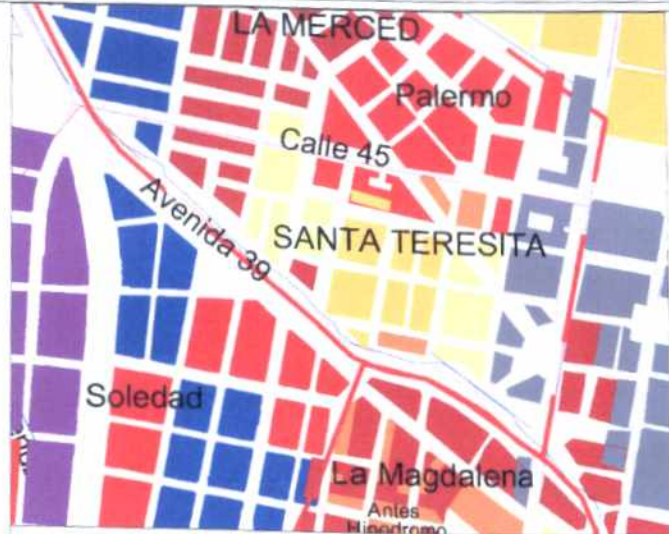 LA MERCED
Palermo
Calle 45
Avenida 39
SANTA TERESITA
Soledad
La Magdalena
Antes
Hipodromo